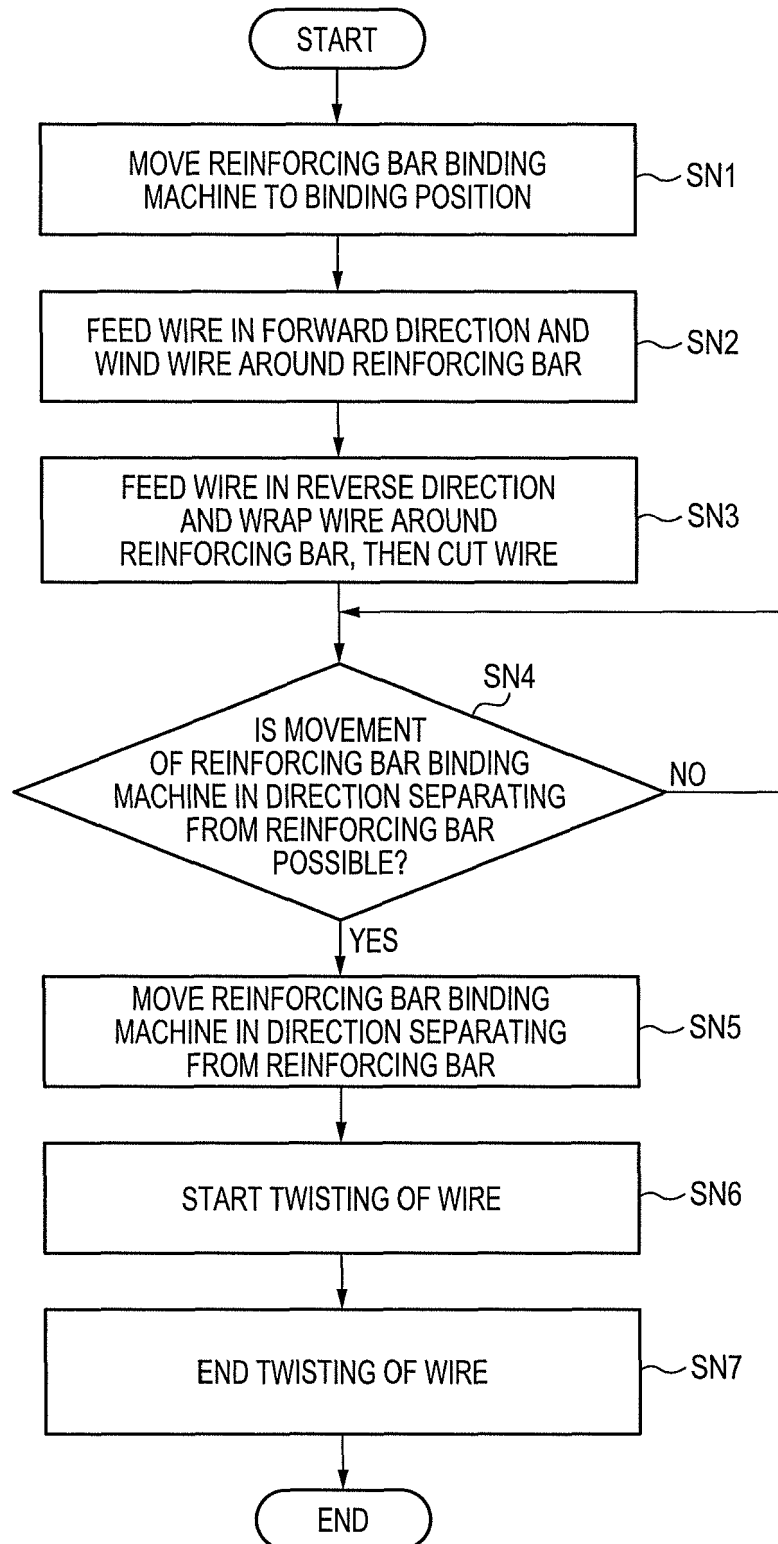 START
MOVE REINFORCING BAR BINDING
MACHINE TO BINDING POSITION
SN1
FEED WIRE IN FORWARD DIRECTION AND
WIND WIRE AROUND REINFORCING BAR
SN2
FEED WIRE IN REVERSE DIRECTION
AND WRAP WIRE AROUND
REINFORCING BAR, THEN CUT WIRE
SN3
SN4
IS MOVEMENT
OF REINFORCING BAR BINDING
MACHINE IN DIRECTION SEPARATING
FROM REINFORCING BAR
POSSIBLE?
NO
YES
MOVE REINFORCING BAR BINDING
MACHINE IN DIRECTION SEPARATING
FROM REINFORCING BAR
SN5
START TWISTING OF WIRE
SN6
END TWISTING OF WIRE
SN7
END